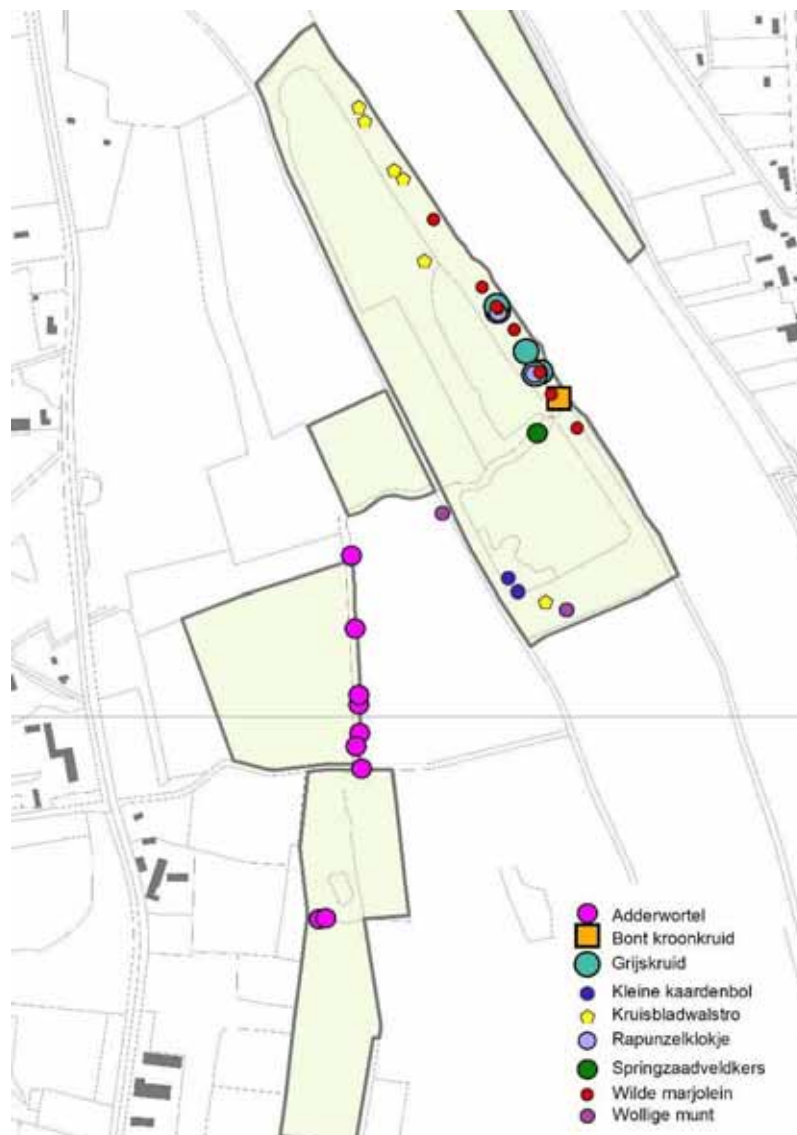 Adderwortel
Bont kroonkruid
Grijskruid
Kleine kaardenbol
Kruisbladwalstro
Rapunzelklokje
Springzaadveldkers
Wilde marjolein
Wollige munt